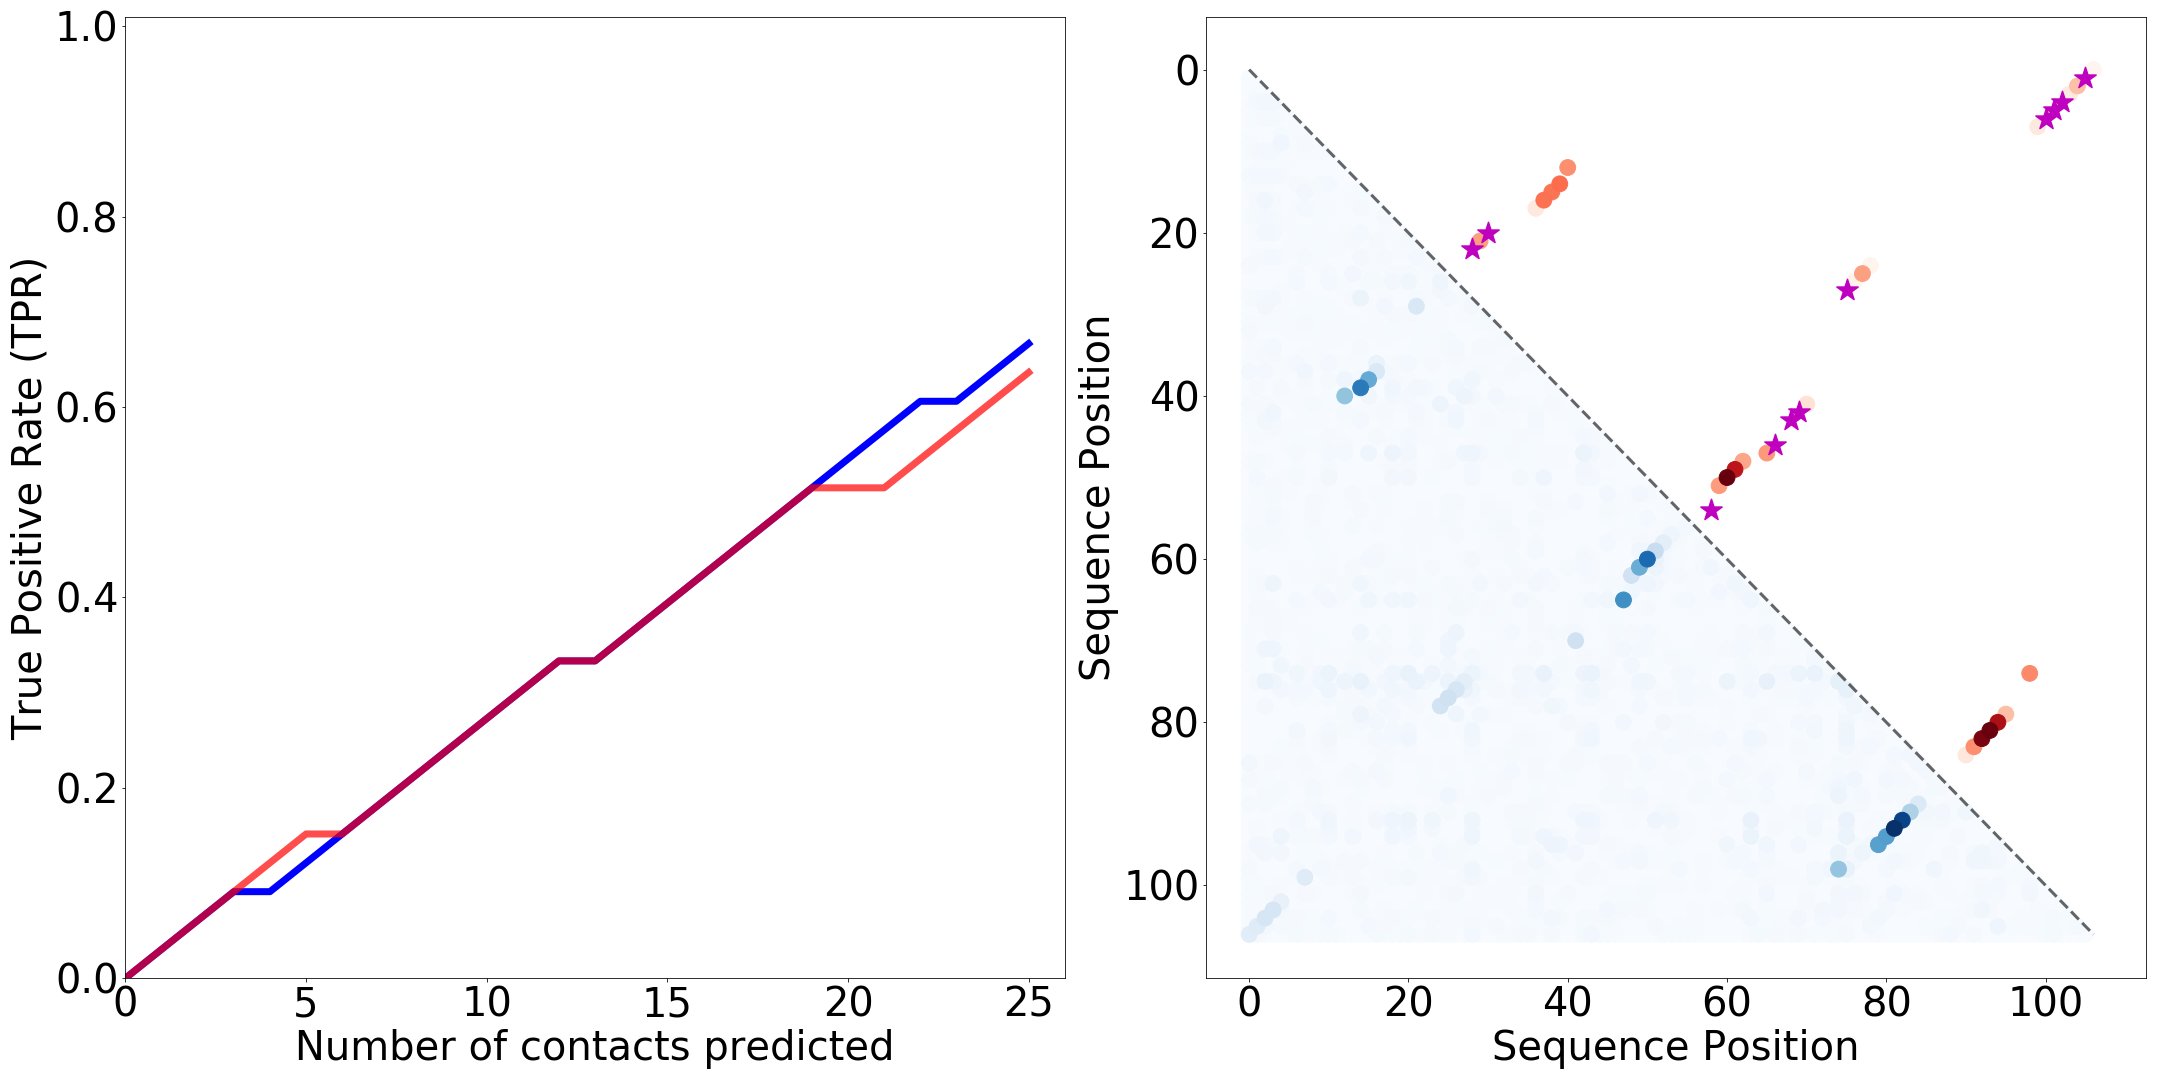 True Positive Rate (TPR)
1.0
0.8
0.6
0.4
0.2
0.0
0 5 10 15 20 25
Number of contacts predicted
Sequence Position
0
20
40
60
80
100
0 20 40 60 80 100
Sequence Position